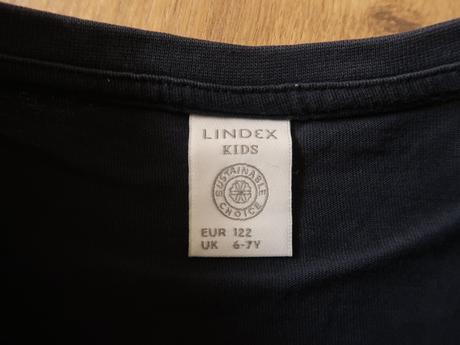 LINDEX
KIDS
SUSTAINABLE
CHOICE
EUR 122
UK 6-7Y